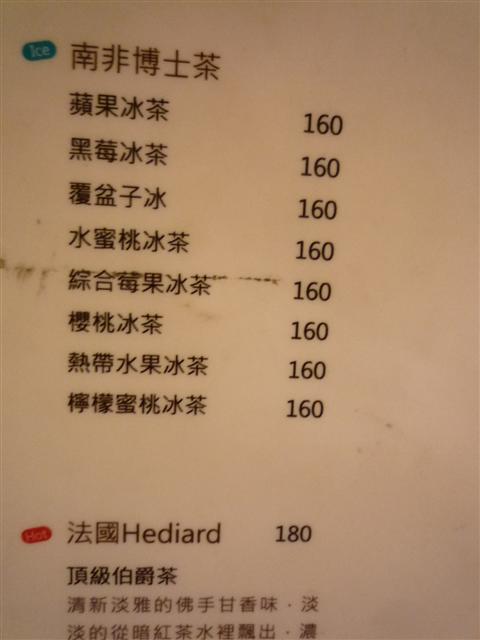 Ice 南非博士茶
蘋果冰茶 160
黑莓冰茶 160
覆盆子冰 160
水蜜桃冰茶 160
綜合莓果冰茶 160
櫻桃冰茶 160
熱帶水果冰茶 160
檸檬蜜桃冰茶 160
Hot 法國Hediard 180
頂級伯爵茶
清新淡雅的佛手甘香味．淡
淡的從暗紅茶水裡飄出．濃